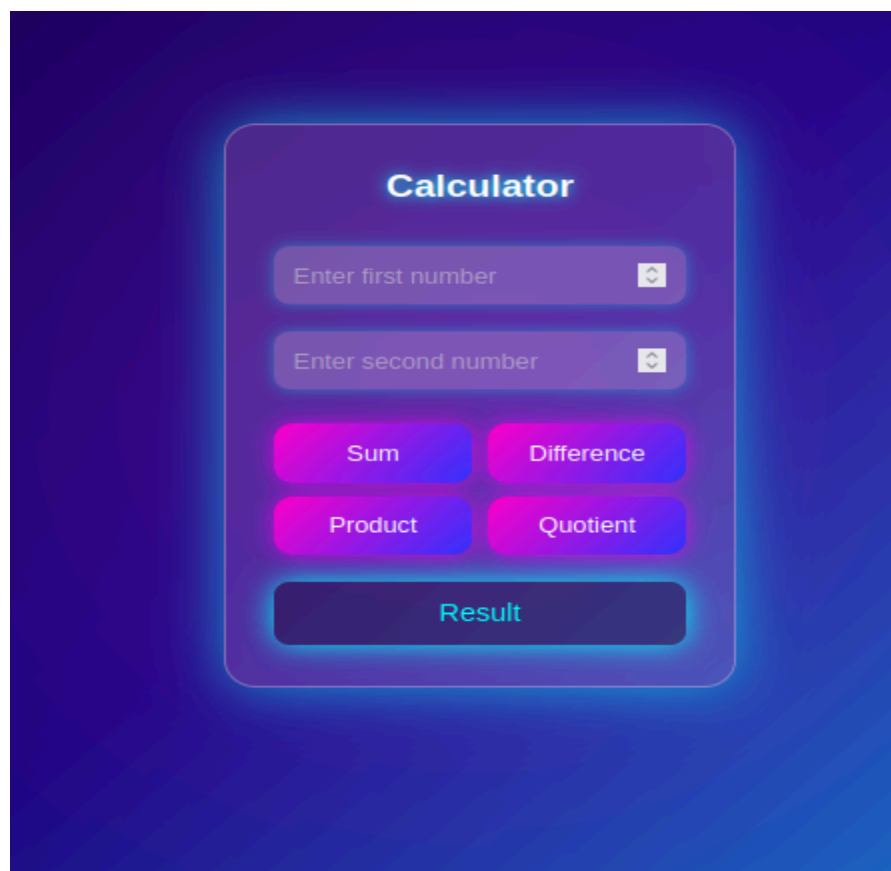 Calculator
Enter first number
Enter second number
Sum Difference
Product Quotient
Result